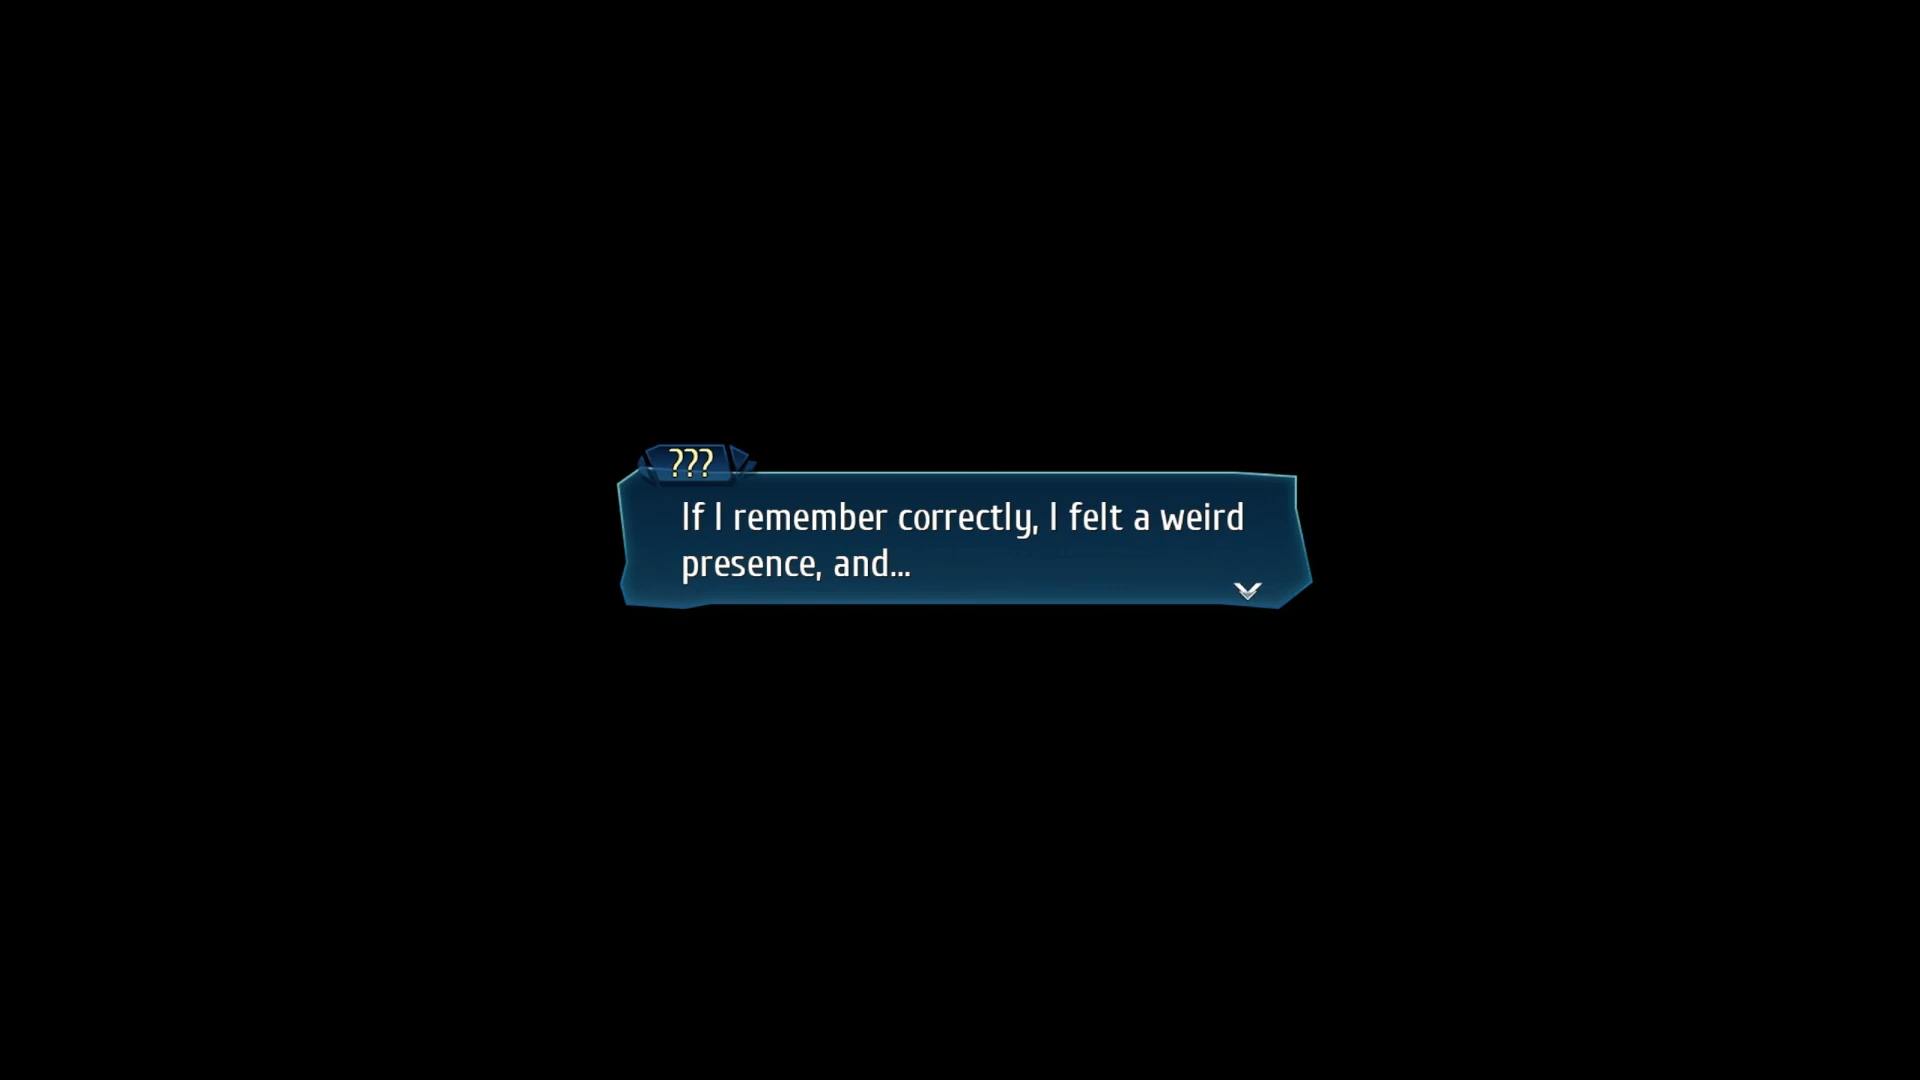 ???
If I remember correctly, I felt a weird
presence, and...